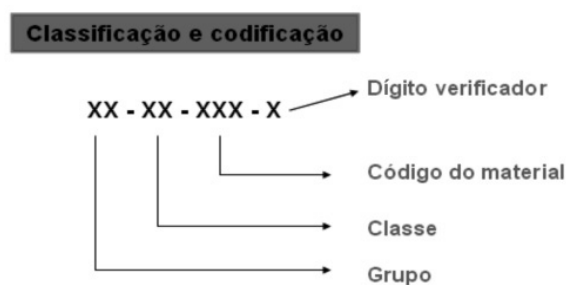 Classificação e codificação
Dígito verificador
XX - XX - XXX - X
Código do material
Classe
Grupo